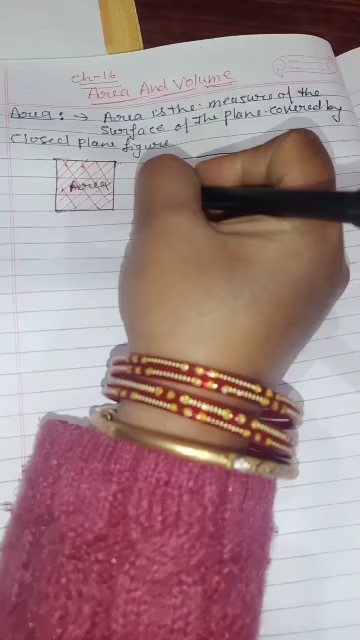 Ch-16
Area And Volume
Area :→ Area is the measure of the
surface of the plane covered by
closed plane figure
Area